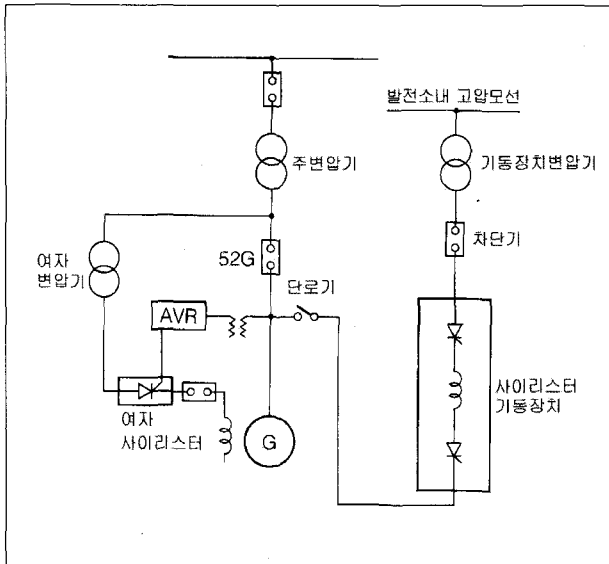 발전소내 고압모선
주변압기
기동장치변압기
여자
변압기
52G
차단기
단로기
AVR
사이리스터
기동장치
여자
사이리스터
G